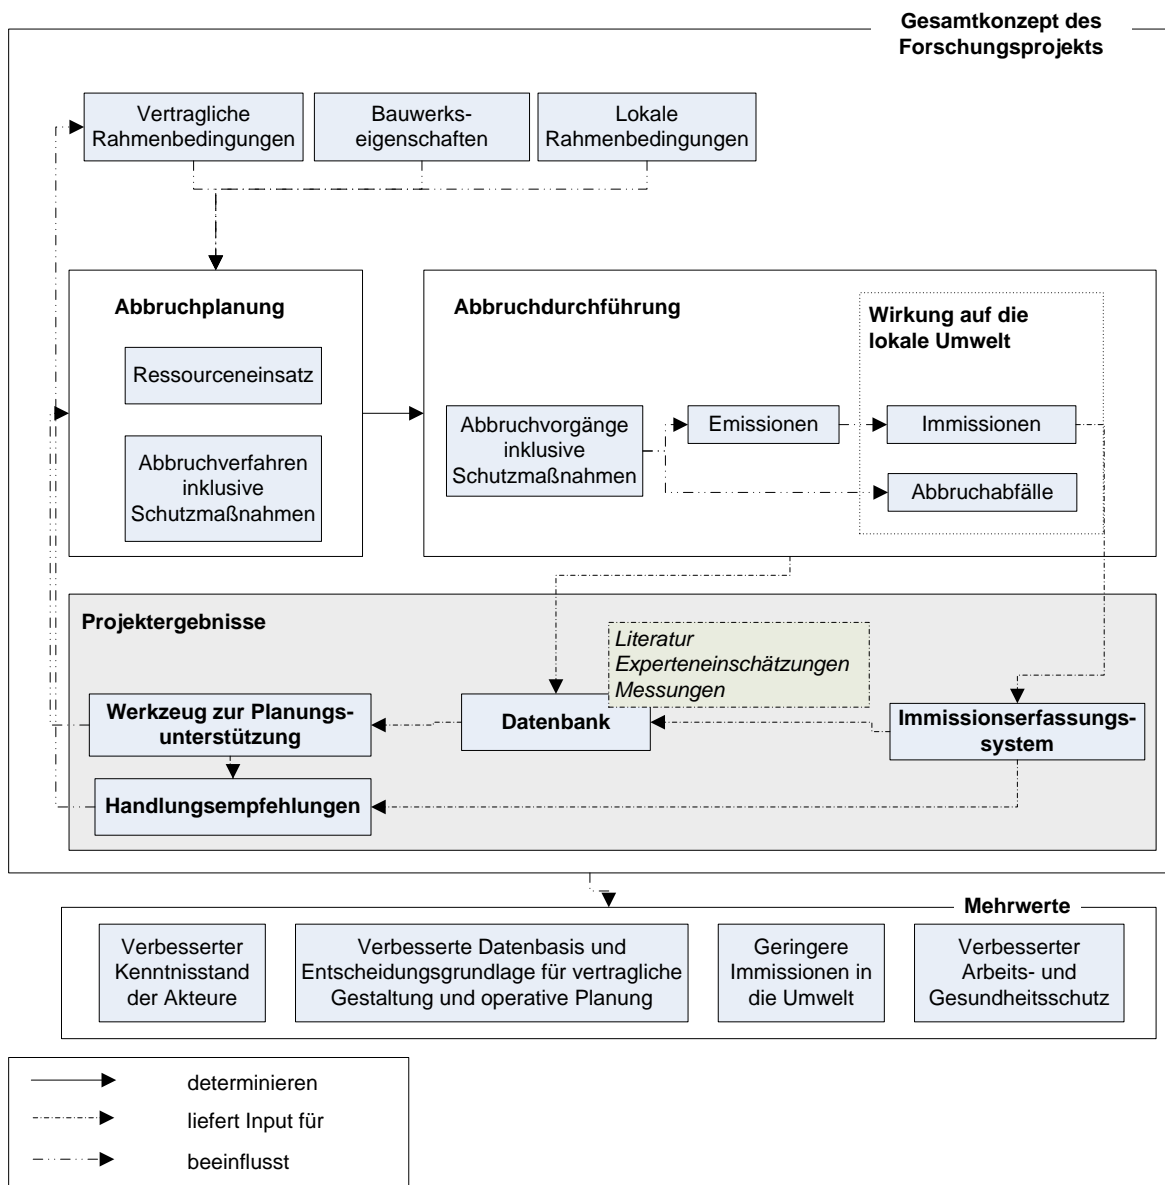 Gesamtkonzept des
Forschungsprojekts
Vertragliche
Rahmenbedingungen
Bauwerks-
eigenschaften
Lokale
Rahmenbedingungen
Abbruchplanung
Ressourceneinsatz
Abbruchverfahren
inklusive
Schutzmaßnahmen
Abbruchdurchführung
Wirkung auf die
lokale Umwelt
Abbruchvorgänge
inklusive
Schutzmaßnahmen
Emissionen
Immissionen
Abbruchabfälle
Projektergebnisse
Literatur
Experteneinschätzungen
Messungen
Werkzeug zur Planungs-
unterstützung
Datenbank
Immissionserfassungs-
system
Handlungsempfehlungen
Mehrwerte
Verbesserter
Kenntnisstand
der Akteure
Verbesserte Datenbasis und
Entscheidungsgrundlage für vertragliche
Gestaltung und operative Planung
Geringere
Immissionen in
die Umwelt
Verbesserter
Arbeits- und
Gesundheitsschutz
determinieren
liefert Input für
beeinflusst